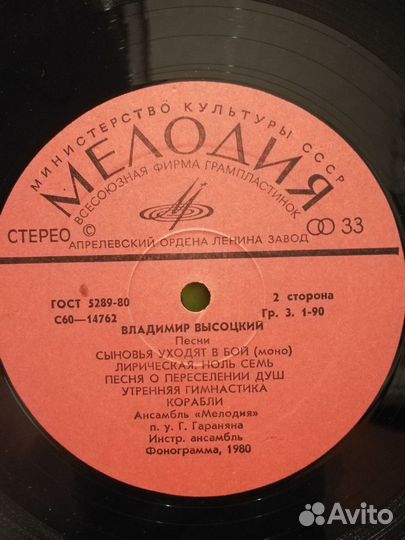 МИНИСТЕРСТВО КУЛЬТУРЫ СССР
МЕЛОДИЯ
ВСЕСОЮЗНАЯ ФИРМА ГРАМПЛАСТИНОК
СТЕРЕО © 33
АПРЕЛЕВСКИЙ ОРДЕНА ЛЕНИНА ЗАВОД
ГОСТ 5289-80 2 сторона
С60—14762 Гр. 3. 1-90
ВЛАДИМИР ВЫСОЦКИЙ
Песни
СЫНОВЬЯ УХОДЯТ В БОЙ (моно)
ЛИРИЧЕСКАЯ. НОЛЬ СЕМЬ
ПЕСНЯ О ПЕРЕСЕЛЕНИИ ДУШ
УТРЕННЯЯ ГИМНАСТИКА
КОРАБЛИ
Ансамбль «Мелодия»
п. у. Г. Гараняна
Инстр. ансамбль
Фонограмма, 1980
Avito